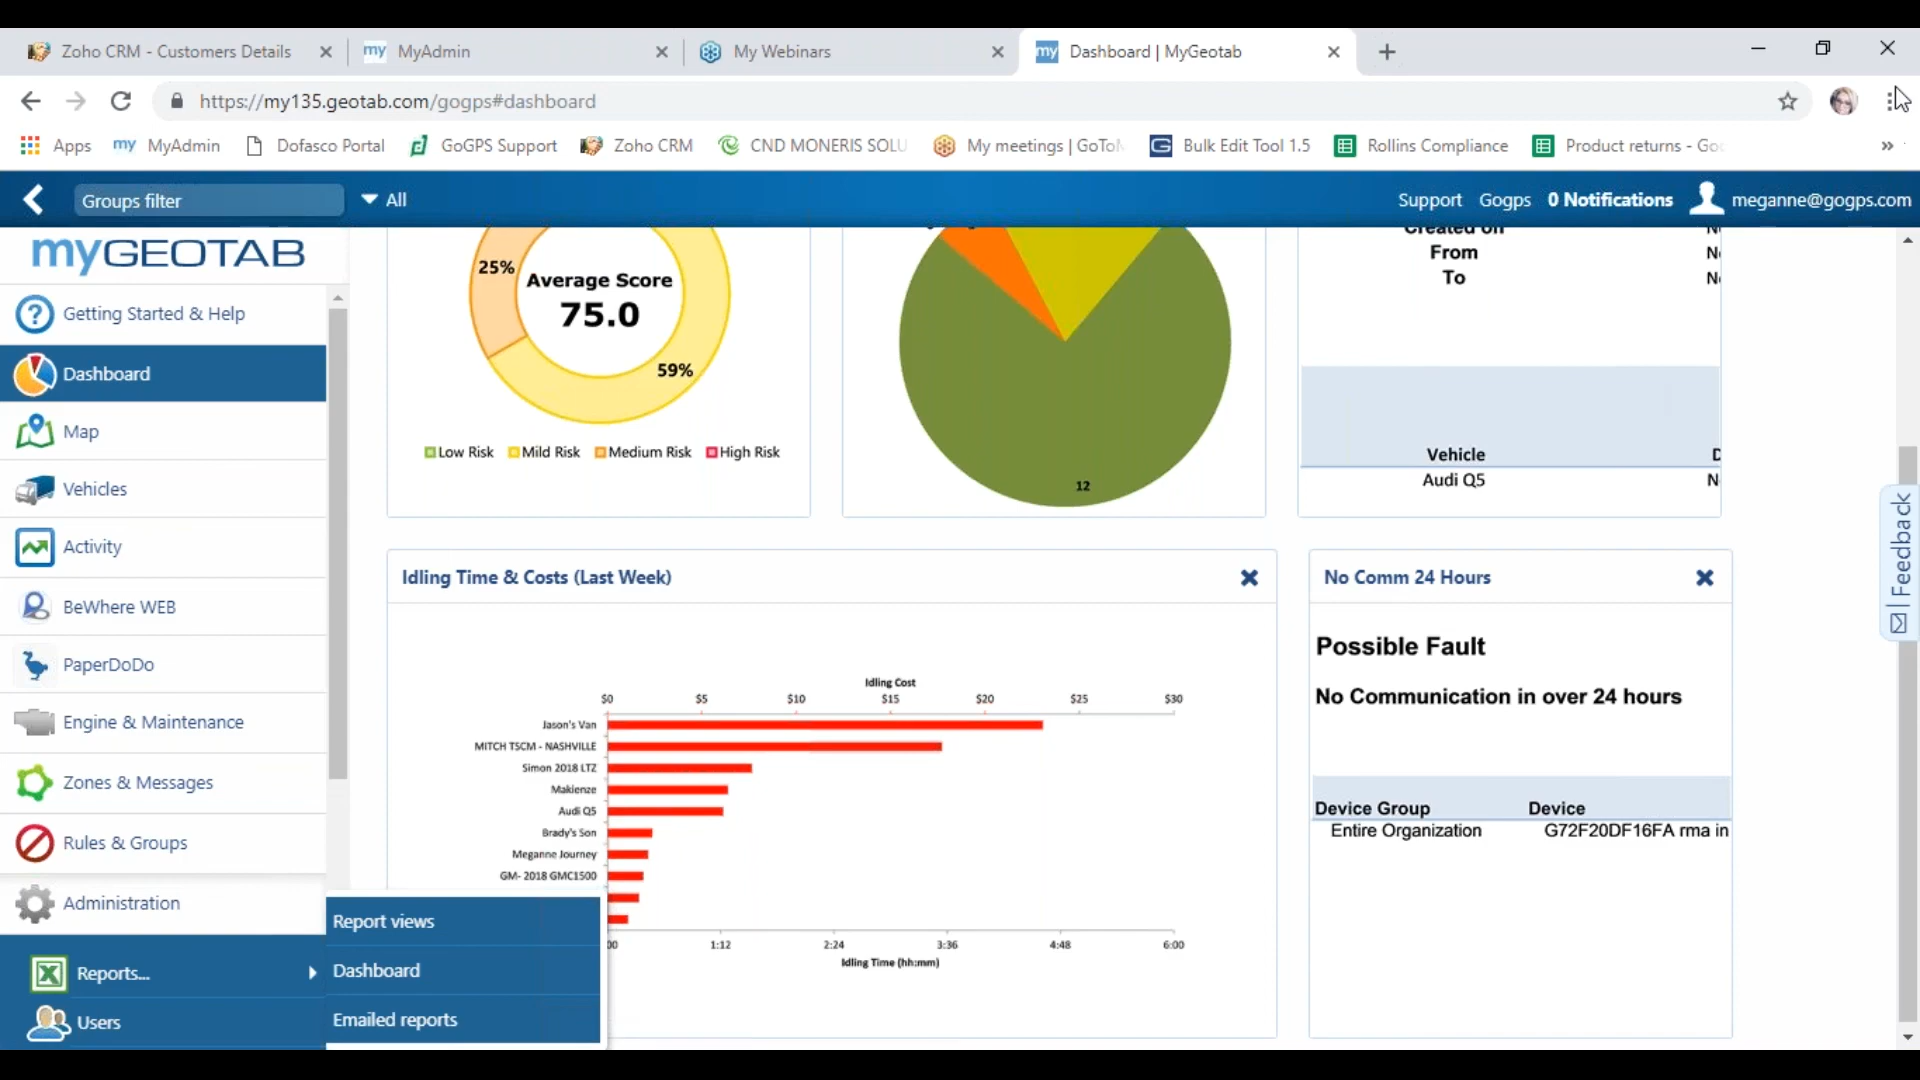 Zoho CRM - Customers Details
MyAdmin
My Webinars
Dashboard | MyGeotab
https://my135.geotab.com/gogps#dashboard
Apps
my MyAdmin
Dofasco Portal
GoGPS Support
Zoho CRM
CND MONERIS SOLU
My meetings | GoToM
Bulk Edit Tool 1.5
Rollins Compliance
Product returns - Go
Groups filter
All
Support
Gogps
0 Notifications
meganne@gogps.com
myGEOTAB
Getting Started & Help
Dashboard
Map
Vehicles
Activity
BeWhere WEB
PaperDoDo
Engine & Maintenance
Zones & Messages
Rules & Groups
Administration
Reports...
Users
Report views
Dashboard
Emailed reports
25%
Average Score
75.0
59%
Low Risk
Mild Risk
Medium Risk
High Risk
12
Created on
From
To
Vehicle
Audi Q5
Idling Time & Costs (Last Week)
Idling Cost
$0 $5 $10 $15 $20 $25 $30
Jason's Van
MITCH TSCM - NASHVILLE
Simon 2018 LTZ
Makienze
Audi Q5
Brady's Son
Meganne Journey
GM- 2018 GMC1500
00 1:12 2:24 3:36 4:48 6:00
Idling Time (hh:mm)
No Comm 24 Hours
Possible Fault
No Communication in over 24 hours
Device Group Device
Entire Organization G72F20DF16FA rma in
Feedback